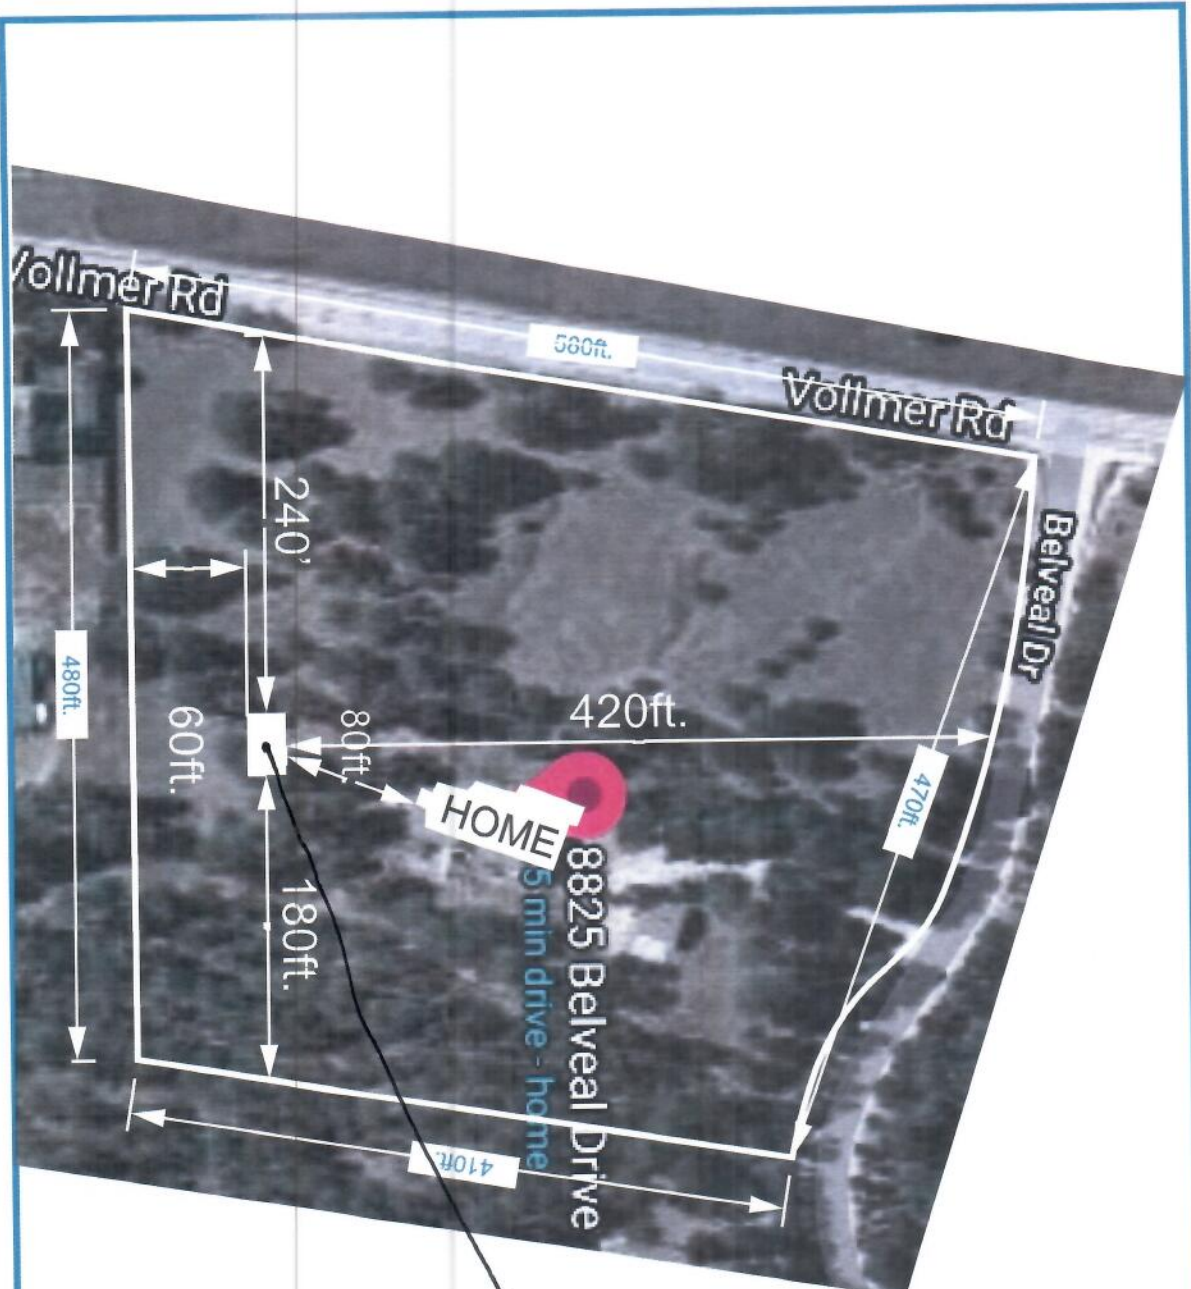 Vollmer Rd
560ft.
Vollmer Rd
Belveal Dr
240'
480ft.
60ft.
80ft.
420ft.
470ft.
HOME
180ft.
8825 Belveal Drive
5 min drive - home
410ft.